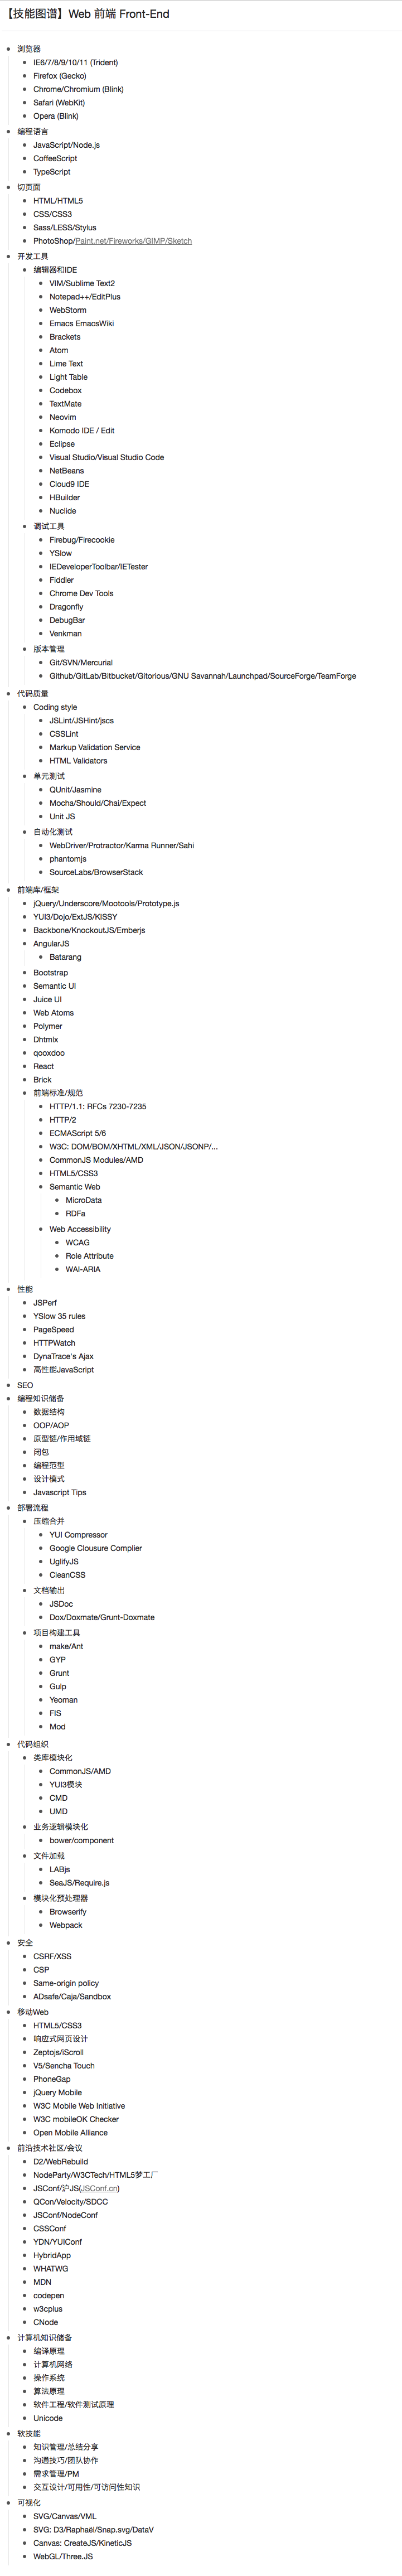 【技能图谱】Web 前端 Front-End
浏览器
IE6/7/8/9/10/11 (Trident)
Firefox (Gecko)
Chrome/Chromium (Blink)
Safari (WebKit)
Opera (Blink)
编程语言
JavaScript/Node.js
CoffeeScript
TypeScript
切页面
HTML/HTML5
CSS/CSS3
Sass/LESS/Stylus
PhotoShop/Paint.net/Fireworks/GIMP/Sketch
开发工具
编辑器和IDE
VIM/Sublime Text2
Notepad++/EditPlus
WebStorm
Emacs EmacsWiki
Brackets
Atom
Lime Text
Light Table
Codebox
TextMate
Neovim
Komodo IDE / Edit
Eclipse
Visual Studio/Visual Studio Code
NetBeans
Cloud9 IDE
HBuilder
Nuclide
调试工具
Firebug/Firecookie
YSlow
IEDeveloperToolbar/IETester
Fiddler
Chrome Dev Tools
Dragonfly
DebugBar
Venkman
版本管理
Git/SVN/Mercurial
Github/GitLab/Bitbucket/Gitorious/GNU Savannah/Launchpad/SourceForge/TeamForge
代码质量
Coding style
JSLint/JSHint/jscs
CSSLint
Markup Validation Service
HTML Validators
单元测试
QUnit/Jasmine
Mocha/Should/Chai/Expect
Unit JS
自动化测试
WebDriver/Protractor/Karma Runner/Sahi
phantomjs
SourceLabs/BrowserStack
前端库/框架
jQuery/Underscore/Mootools/Prototype.js
YUI3/Dojo/ExtJS/KISSY
Backbone/KnockoutJS/Emberjs
AngularJS
Batarang
Bootstrap
Semantic UI
Juice UI
Web Atoms
Polymer
Dhtmlx
qooxdoo
React
Brick
前端标准/规范
HTTP/1.1: RFCs 7230-7235
HTTP/2
ECMAScript 5/6
W3C: DOM/BOM/XHTML/XML/JSON/JSONP/...
CommonJS Modules/AMD
HTML5/CSS3
Semantic Web
MicroData
RDFa
Web Accessibility
WCAG
Role Attribute
WAI-ARIA
性能
JSPerf
YSlow 35 rules
PageSpeed
HTTPWatch
DynaTrace's Ajax
高性能JavaScript
SEO
编程知识储备
数据结构
OOP/AOP
原型链/作用域链
闭包
编程范型
设计模式
Javascript Tips
部署流程
压缩合并
YUI Compressor
Google Clousure Complier
UglifyJS
CleanCSS
文档输出
JSDoc
Dox/Doxmate/Grunt-Doxmate
项目构建工具
make/Ant
GYP
Grunt
Gulp
Yeoman
FIS
Mod
代码组织
类库模块化
CommonJS/AMD
YUI3模块
CMD
UMD
业务逻辑模块化
bower/component
文件加载
LABjs
SeaJS/Require.js
模块化预处理器
Browserify
Webpack
安全
CSRF/XSS
CSP
Same-origin policy
ADsafe/Caja/Sandbox
移动Web
HTML5/CSS3
响应式网页设计
Zeptojs/iScroll
V5/Sencha Touch
PhoneGap
jQuery Mobile
W3C Mobile Web Initiative
W3C mobileOK Checker
Open Mobile Alliance
前沿技术社区/会议
D2/WebRebuild
NodeParty/W3CTech/HTML5梦工厂
JSConf/沪JS(JSConf.cn)
QCon/Velocity/SDCC
JSConf/NodeConf
CSSConf
YDN/YUIConf
HybridApp
WHATWG
MDN
codepen
w3cplus
CNode
计算机知识储备
编译原理
计算机网络
操作系统
算法原理
软件工程/软件测试原理
Unicode
软技能
知识管理/总结分享
沟通技巧/团队协作
需求管理/PM
交互设计/可用性/可访问性知识
可视化
SVG/Canvas/VML
SVG: D3/Raphaël/Snap.svg/DataV
Canvas: CreateJS/KineticJS
WebGL/Three.JS